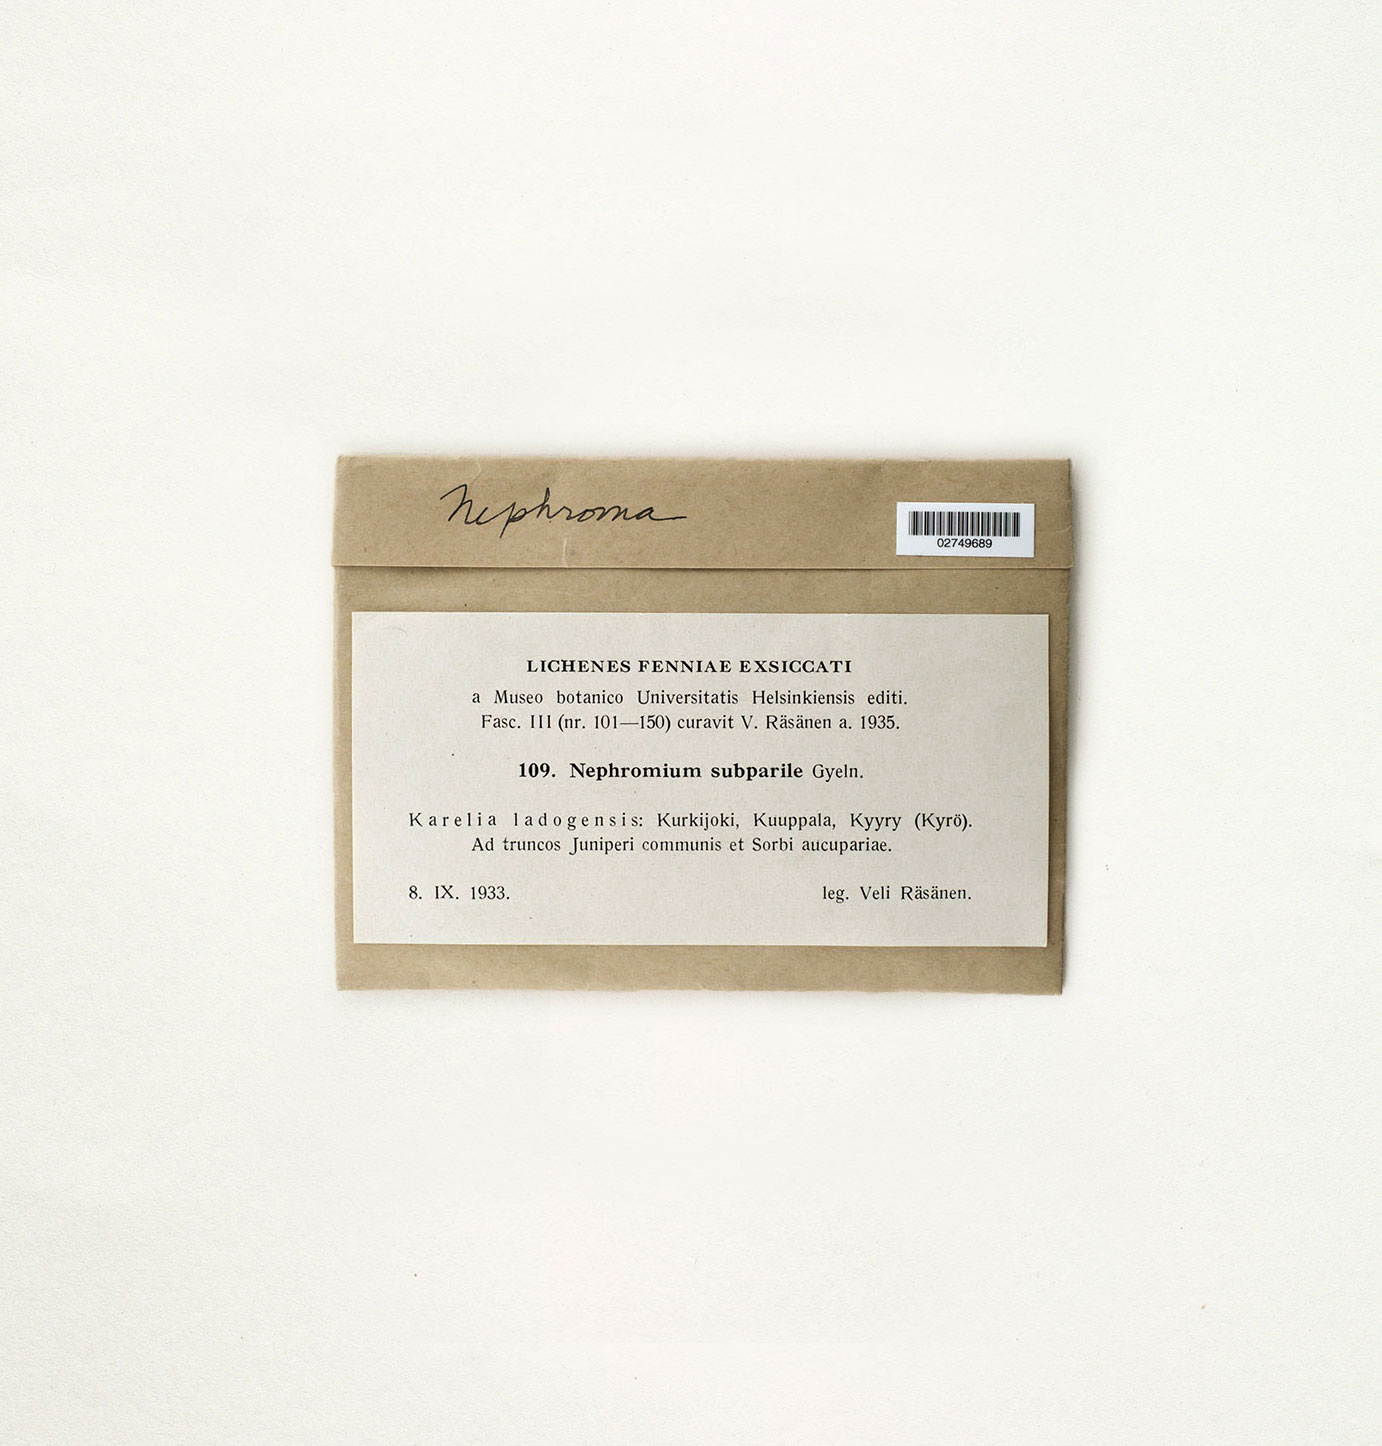 Nephroma
02749689
LICHENES FENNIAE EXSICCATI
a Museo botanico Universitatis Helsinkiensis editi.
Fasc. III (nr. 101—150) curavit V. Räsänen a. 1935.
109. Nephromium subparile Gyeln.
Karelia ladogensis: Kurkijoki, Kuuppala, Kyyry (Kyrö).
Ad truncos Juniperi communis et Sorbi aucupariae.
8. IX. 1933. leg. Veli Räsänen.